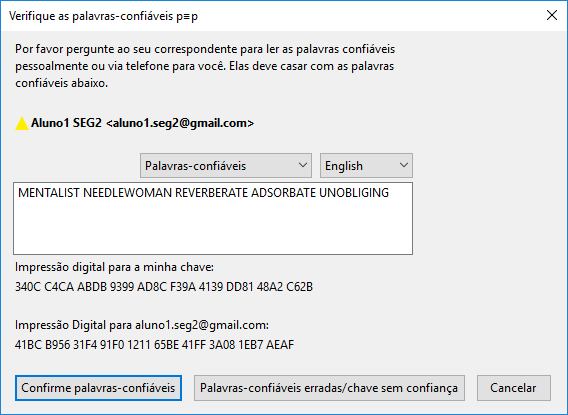 Verifique as palavras-confiáveis p≡p
Por favor pergunte ao seu correspondente para ler as palavras confiáveis
pessoalmente ou via telefone para você. Elas deve casar com as palavras
confiáveis abaixo.
Aluno1 SEG2 <aluno1.seg2@gmail.com>
Palavras-confiáveis English
MENTALIST NEEDLEWOMAN REVERBERATE ADSORBATE UNOBLIGING
Impressão digital para a minha chave:
340C C4CA ABDB 9399 AD8C F39A 4139 DD81 48A2 C62B
Impressão Digital para aluno1.seg2@gmail.com:
41BC B956 31F4 91F0 1211 65BE 41FF 3A08 1EB7 AEAF
Confirme palavras-confiáveis Palavras-confiáveis erradas/chave sem confiança Cancelar